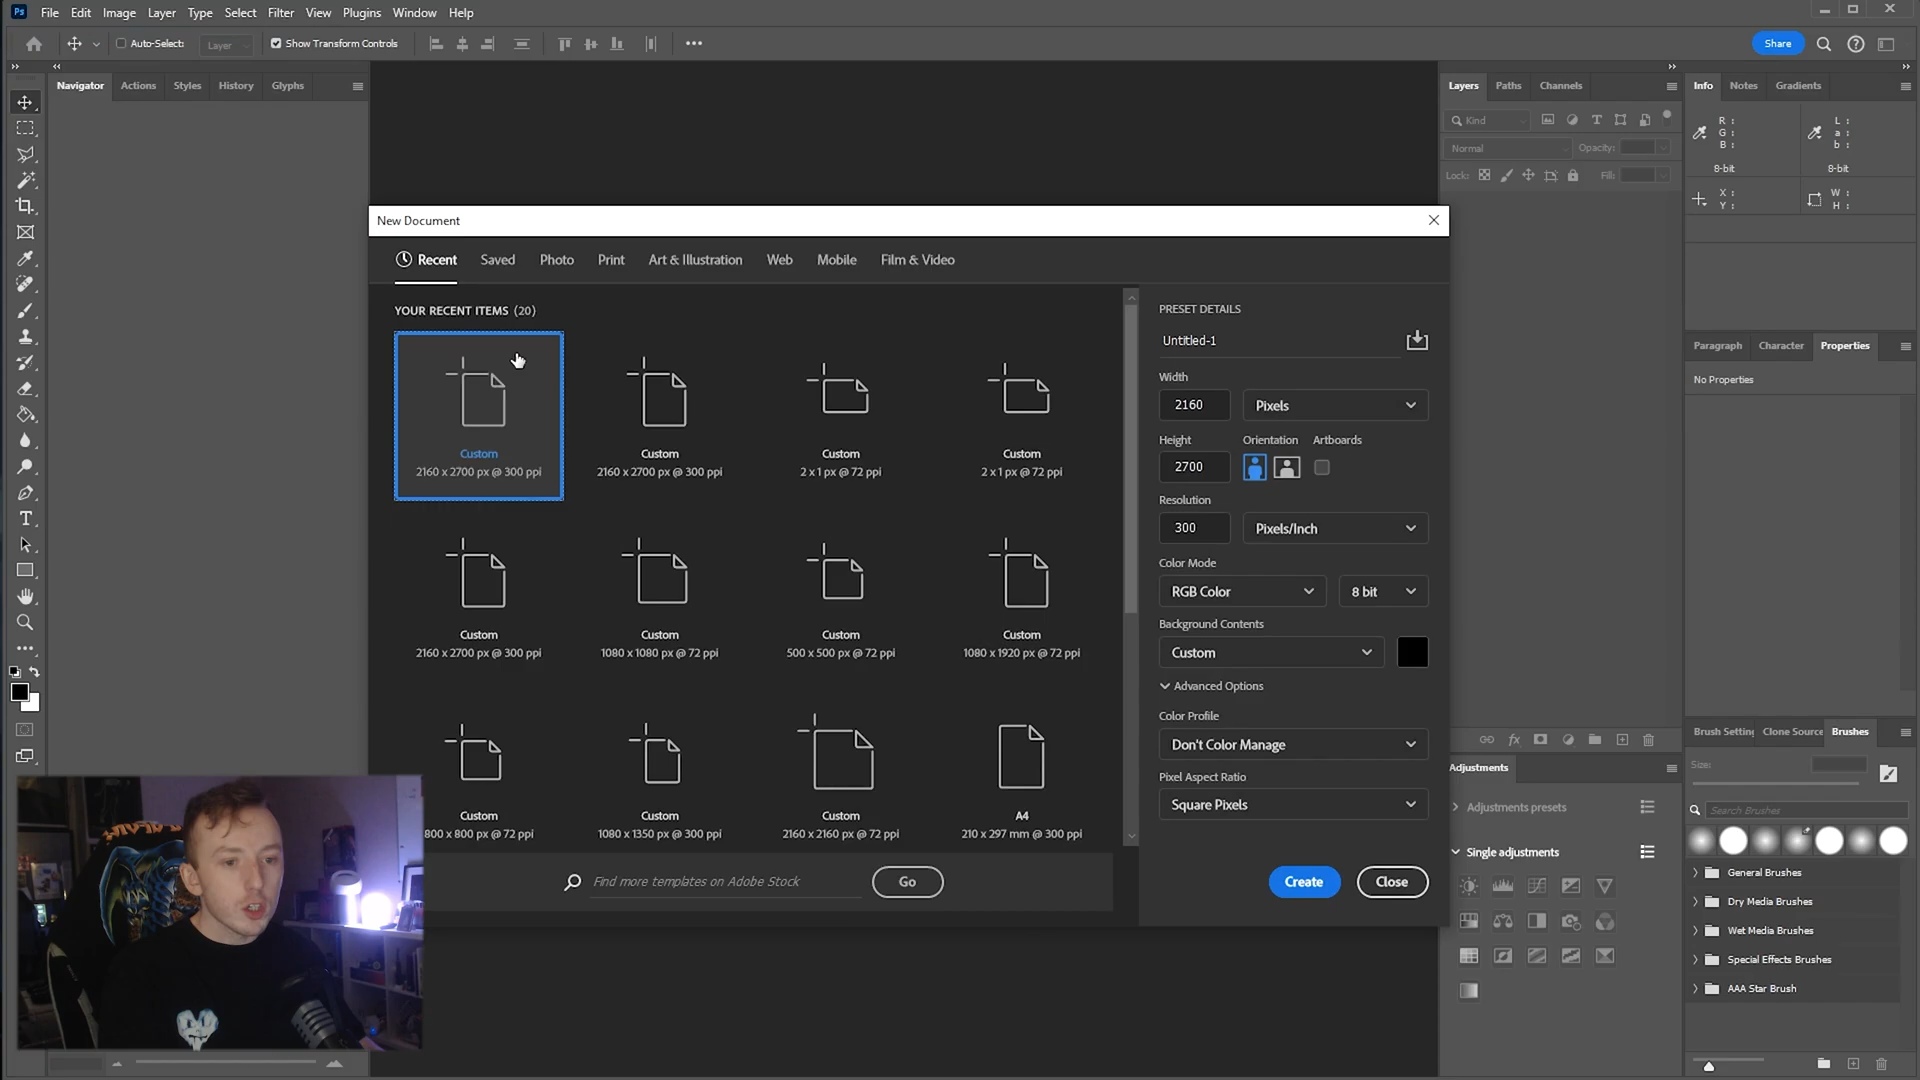 Ps File Edit Image Layer Type Select Filter View Plugins Window Help
Auto-Select: Layer Show Transform Controls Share
Navigator Actions Styles History Glyphs
Layers Paths Channels
Info Notes Gradients
Kind
Normal Opacity:
Lock: Fill:
R : L :
G : a :
B : b :
8-bit 8-bit
X : W :
Y : H :
New Document
Recent Saved Photo Print Art & Illustration Web Mobile Film & Video
YOUR RECENT ITEMS (20)
Custom Custom Custom Custom
2160 x 2700 px @ 300 ppi 2160 x 2700 px @ 300 ppi 2 x 1 px @ 72 ppi 2 x 1 px @ 72 ppi
Custom Custom Custom Custom
2160 x 2700 px @ 300 ppi 1080 x 1080 px @ 72 ppi 500 x 500 px @ 72 ppi 1080 x 1920 px @ 72 ppi
Custom Custom Custom A4
800 x 800 px @ 72 ppi 1080 x 1350 px @ 300 ppi 2160 x 2160 px @ 72 ppi 210 x 297 mm @ 300 ppi
Find more templates on Adobe Stock Go
PRESET DETAILS
Untitled-1
Width
2160 Pixels
Height Orientation Artboards
2700
Resolution
300 Pixels/Inch
Color Mode
RGB Color 8 bit
Background Contents
Custom
Advanced Options
Color Profile
Don't Color Manage
Pixel Aspect Ratio
Square Pixels
Create Close
Paragraph Character Properties
No Properties
Brush Setting Clone Source Brushes
Size:
Search Brushes
General Brushes
Dry Media Brushes
Wet Media Brushes
Special Effects Brushes
AAA Star Brush
Adjustments
Adjustments presets
Single adjustments